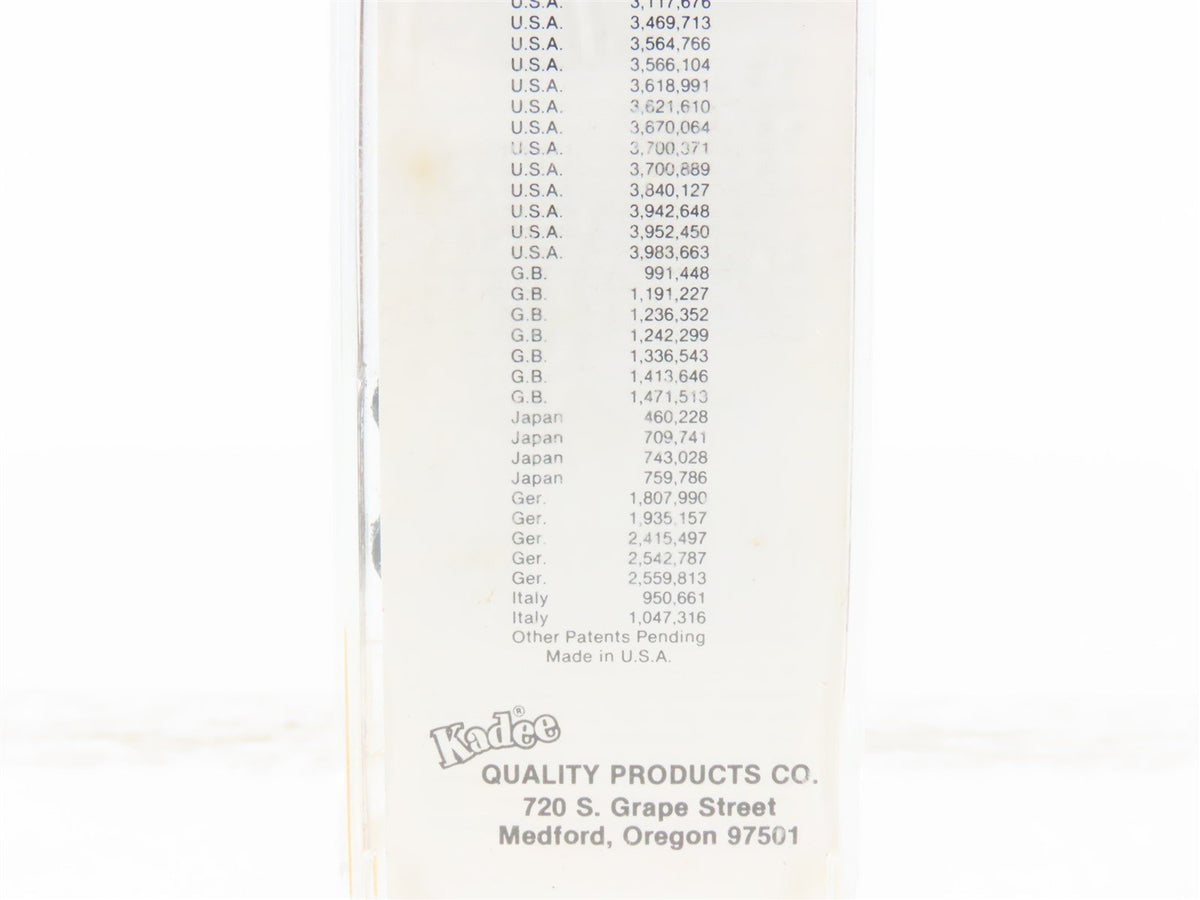 U.S.A. 3,117,676
U.S.A. 3,469,713
U.S.A. 3,564,766
U.S.A. 3,566,104
U.S.A. 3,618,991
U.S.A. 3,621,610
U.S.A. 3,670,064
U.S.A. 3,700,371
U.S.A. 3,700,889
U.S.A. 3,840,127
U.S.A. 3,942,648
U.S.A. 3,952,450
U.S.A. 3,983,663
G.B. 991,448
G.B. 1,191,227
G.B. 1,236,352
G.B. 1,242,299
G.B. 1,336,543
G.B. 1,413,646
G.B. 1,471,513
Japan 460,228
Japan 709,741
Japan 743,028
Japan 759,786
Ger. 1,807,990
Ger. 1,935,157
Ger. 2,415,497
Ger. 2,542,787
Ger. 2,559,813
Italy 950,661
Italy 1,047,316
Other Patents Pending
Made in U.S.A.
Kadee®
QUALITY PRODUCTS CO.
720 S. Grape Street
Medford, Oregon 97501